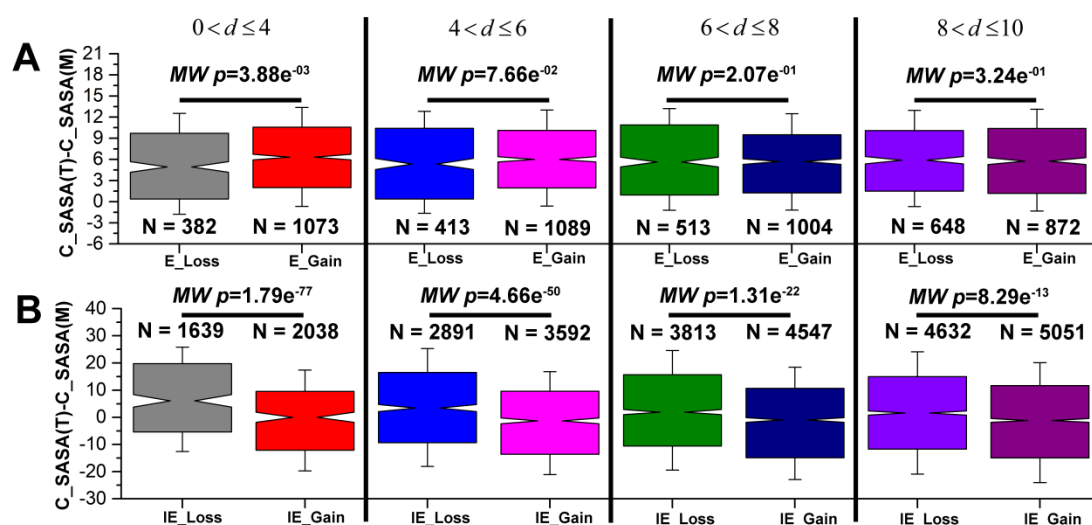 0 < d ≤ 4
4 < d ≤ 6
6 < d ≤ 8
8 < d ≤ 10
A
C_SASA(T)-C_SASA(M)
21
18
15
12
9
6
3
0
-3
-6
MW p=3.88e-03
MW p=7.66e-02
MW p=2.07e-01
MW p=3.24e-01
N = 382
N = 1073
N = 413
N = 1089
N = 513
N = 1004
N = 648
N = 872
E_Loss
E_Gain
E_Loss
E_Gain
E_Loss
E_Gain
E_Loss
E_Gain
B
C_SASA(T)-C_SASA(M)
40
30
20
10
0
-10
-20
-30
MW p=1.79e-77
MW p=4.66e-50
MW p=1.31e-22
MW p=8.29e-13
N = 1639
N = 2038
N = 2891
N = 3592
N = 3813
N = 4547
N = 4632
N = 5051
IE_Loss
IE_Gain
IE_Loss
IE_Gain
IE_Loss
IE_Gain
IE_Loss
IE_Gain